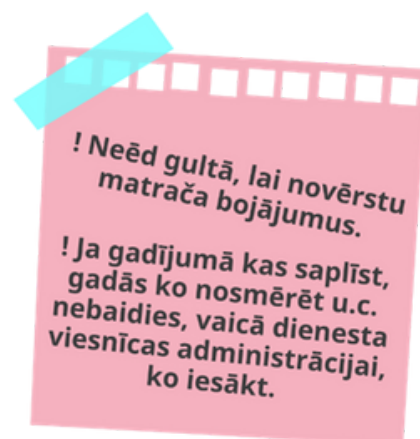 ! Neēd gultā, lai novērstu
matrača bojājumus.
! Ja gadījumā kas saplīst,
gadās ko nosmērēt u.c.
nebaidies, vaicā dienesta
viesnīcas administrācijai,
ko iesākt.